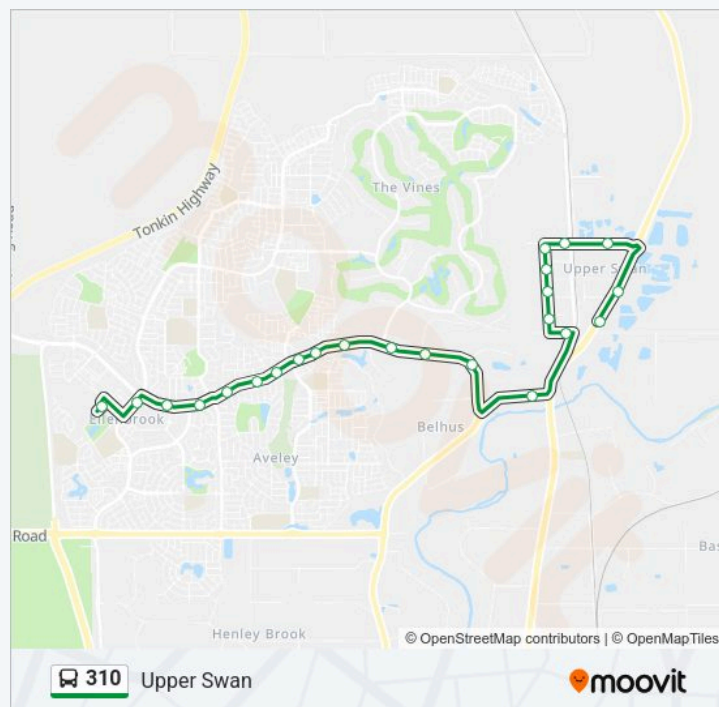 The Vines
Tonkin Highway
Upper Swan
Ellenbrook
Belhus
Aveley
Road
Bas
Henley Brook
© OpenStreetMap contributors | © OpenMapTiles
310 Upper Swan
moovit